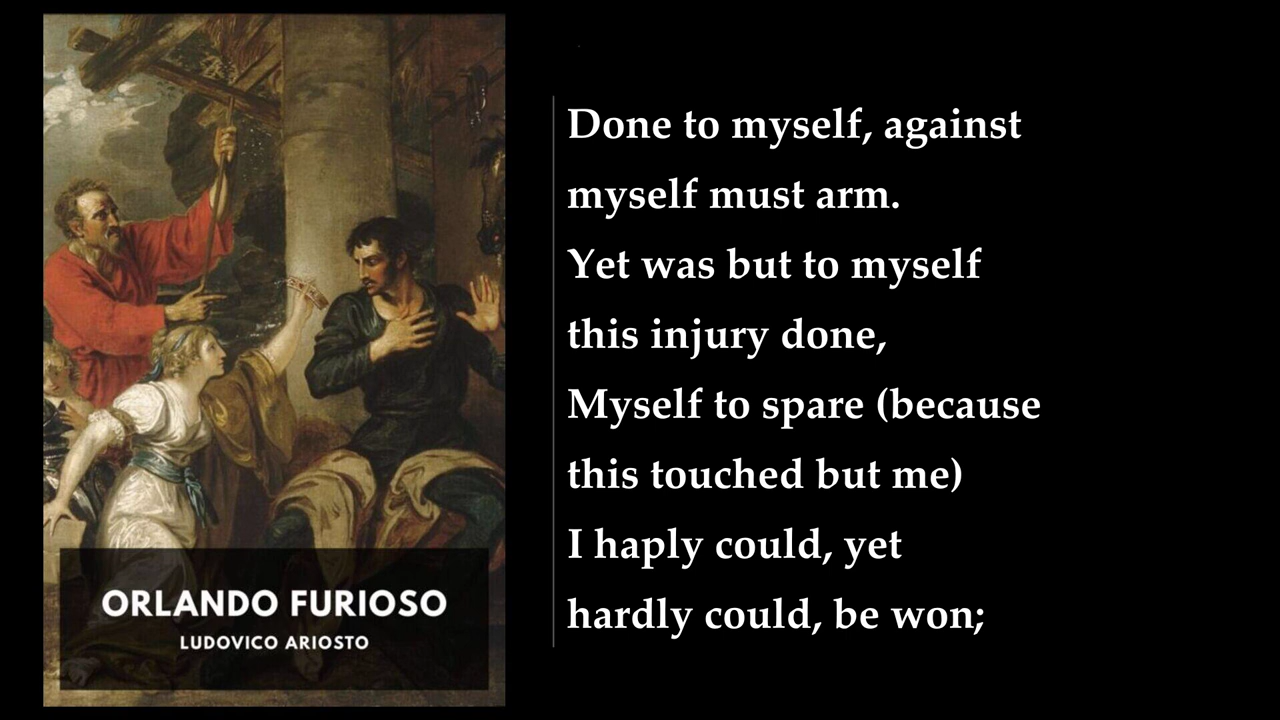 ORLANDO FURIOSO
LUDOVICO ARIOSTO
Done to myself, against
myself must arm.
Yet was but to myself
this injury done,
Myself to spare (because
this touched but me)
I haply could, yet
hardly could, be won;